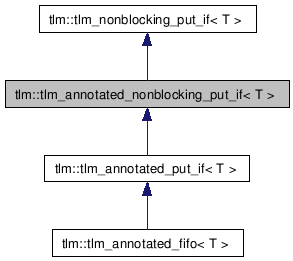 tlm::tlm_nonblocking_put_if< T >
tlm::tlm_annotated_nonblocking_put_if< T >
tlm::tlm_annotated_put_if< T >
tlm::tlm_annotated_fifo< T >